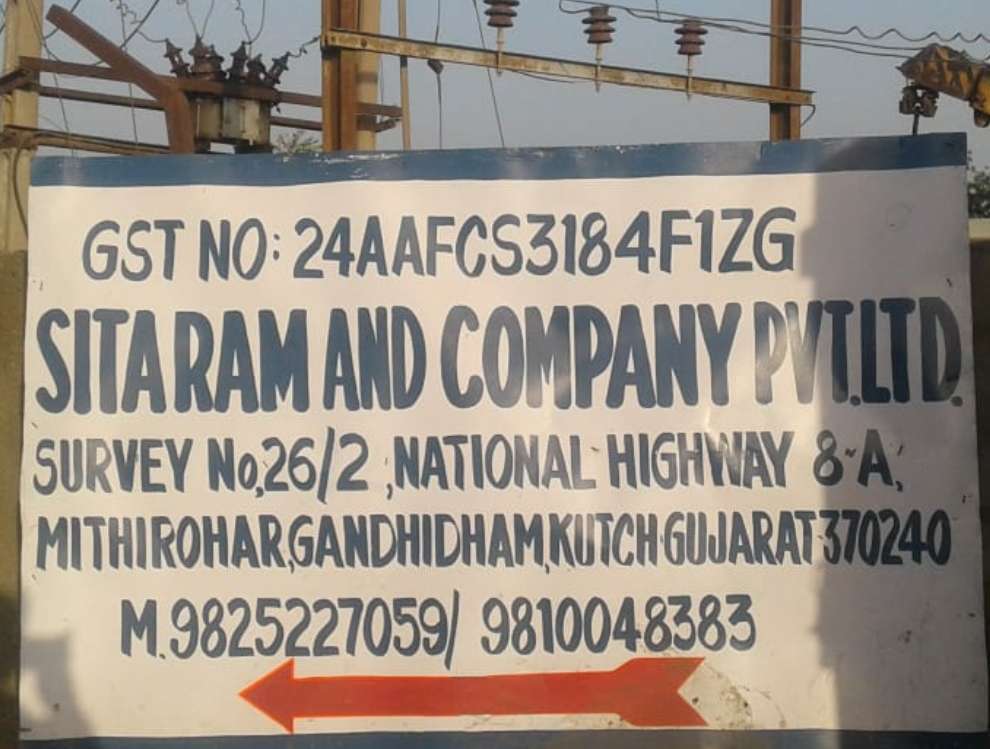 GST NO: 24AAFCS3184F1ZG
SITA RAM AND COMPANY PVT.LTD.
SURVEY No,26/2 ,NATIONAL HIGHWAY 8-A,
MITHIROHAR,GANDHIDHAM,KUTCH-GUJARAT 370240
M.9825227059/ 9810048383